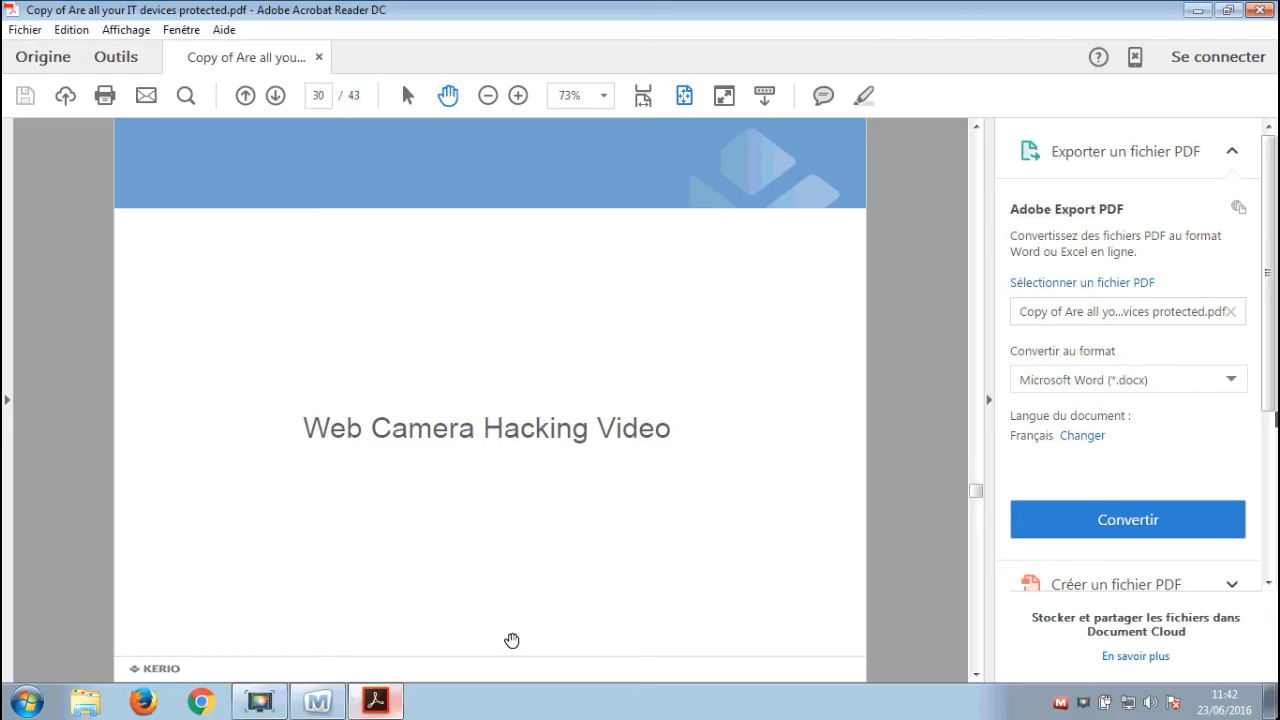 Copy of Are all your IT devices protected.pdf - Adobe Acrobat Reader DC
Fichier Edition Affichage Fenêtre Aide
Origine Outils Copy of Are all you... × Se connecter
30 / 43 73%
Exporter un fichier PDF
Adobe Export PDF
Convertissez des fichiers PDF au format
Word ou Excel en ligne.
Sélectionner un fichier PDF
Copy of Are all yo...vices protected.pdf
Convertir au format
Microsoft Word (*.docx)
Langue du document :
Français Changer
Convertir
Créer un fichier PDF
Stocker et partager les fichiers dans
Document Cloud
En savoir plus
Web Camera Hacking Video
KERIO
11:42
23/06/2016